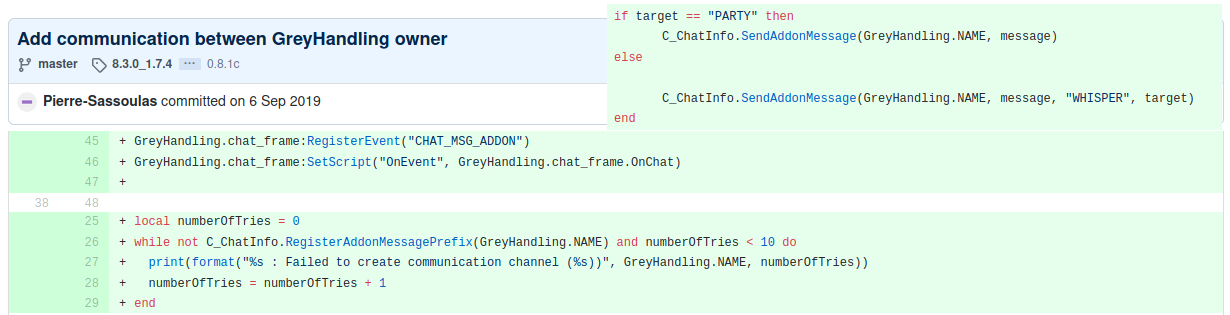 Add communication between GreyHandling owner
master 8.3.0_1.7.4 ... 0.8.1c
Pierre-Sassoulas committed on 6 Sep 2019
if target == "PARTY" then
C_ChatInfo.SendAddonMessage(GreyHandling.NAME, message)
else
C_ChatInfo.SendAddonMessage(GreyHandling.NAME, message, "WHISPER", target)
end
45 + GreyHandling.chat_frame:RegisterEvent("CHAT_MSG_ADDON")
46 + GreyHandling.chat_frame:SetScript("OnEvent", GreyHandling.chat_frame.OnChat)
47 +
38 48
25 + local numberOfTries = 0
26 + while not C_ChatInfo.RegisterAddonMessagePrefix(GreyHandling.NAME) and numberOfTries < 10 do
27 + print(format("%s : Failed to create communication channel (%s))", GreyHandling.NAME, numberOfTries))
28 + numberOfTries = numberOfTries + 1
29 + end